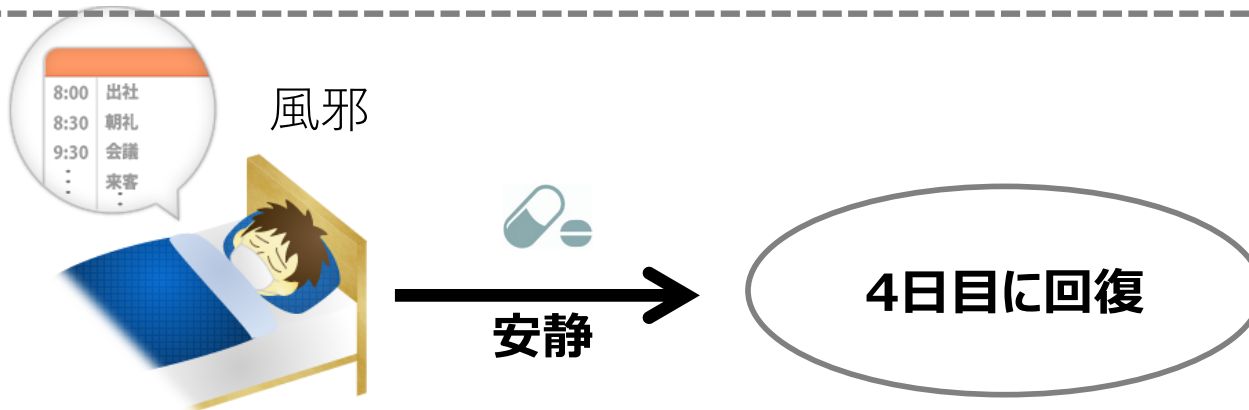 8:00 出社
8:30 朝礼
9:30 会議
来客
風邪
安静
4日目に回復